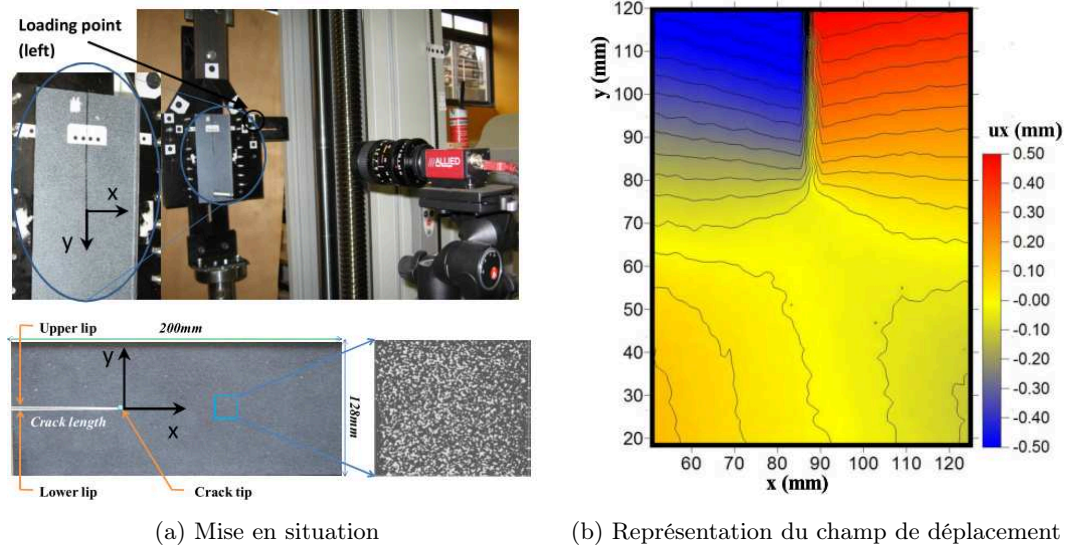 Loading point
(left)
x
y
ALLIED
Upper lip
200mm
y
Crack length
x
128mm
Lower lip
Crack tip
(a) Mise en situation
y (mm)
120
110
100
90
80
70
60
50
40
30
20
60 70 80 90 100 110 120
x (mm)
ux (mm)
0.50
0.40
0.30
0.20
0.10
-0.00
-0.10
-0.20
-0.30
-0.40
-0.50
(b) Représentation du champ de déplacement